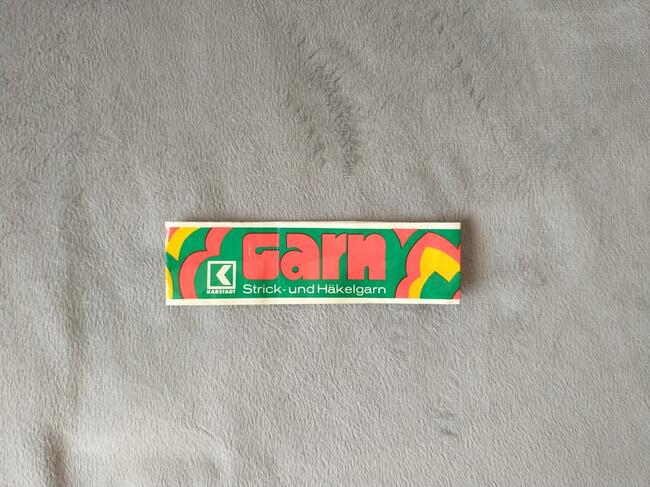 Garn
KARSTADT
Strick- und Häkelgarn